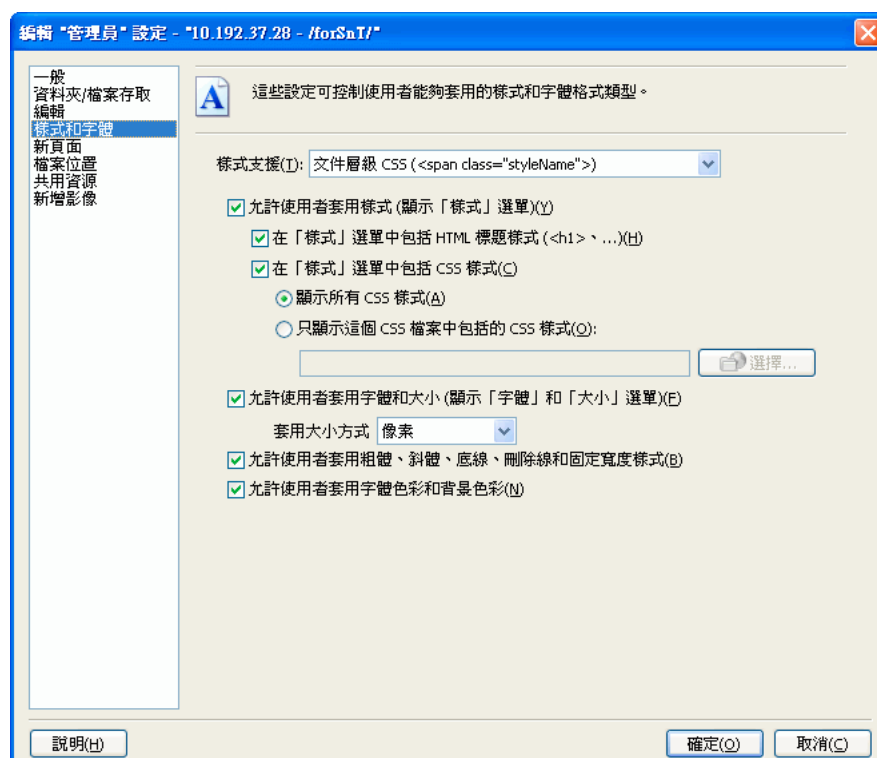 編輯 "管理員" 設定 - "10.192.37.28 - /forSnT/"
一般
資料夾/檔案存取
編輯
樣式和字體
新頁面
檔案位置
共用資源
新增影像
這些設定可控制使用者能夠套用的樣式和字體格式類型。
樣式支援(T): 文件層級 CSS (<span class="styleName">)
允許使用者套用樣式 (顯示「樣式」選單)(Y)
在「樣式」選單中包括 HTML 標題樣式 (<h1>、...)(H)
在「樣式」選單中包括 CSS 樣式(C)
顯示所有 CSS 樣式(A)
只顯示這個 CSS 檔案中包括的 CSS 樣式(O):
選擇...
允許使用者套用字體和大小 (顯示「字體」和「大小」選單)(F)
套用大小方式 像素
允許使用者套用粗體、斜體、底線、刪除線和固定寬度樣式(B)
允許使用者套用字體色彩和背景色彩(N)
說明(H)
確定(O)
取消(C)